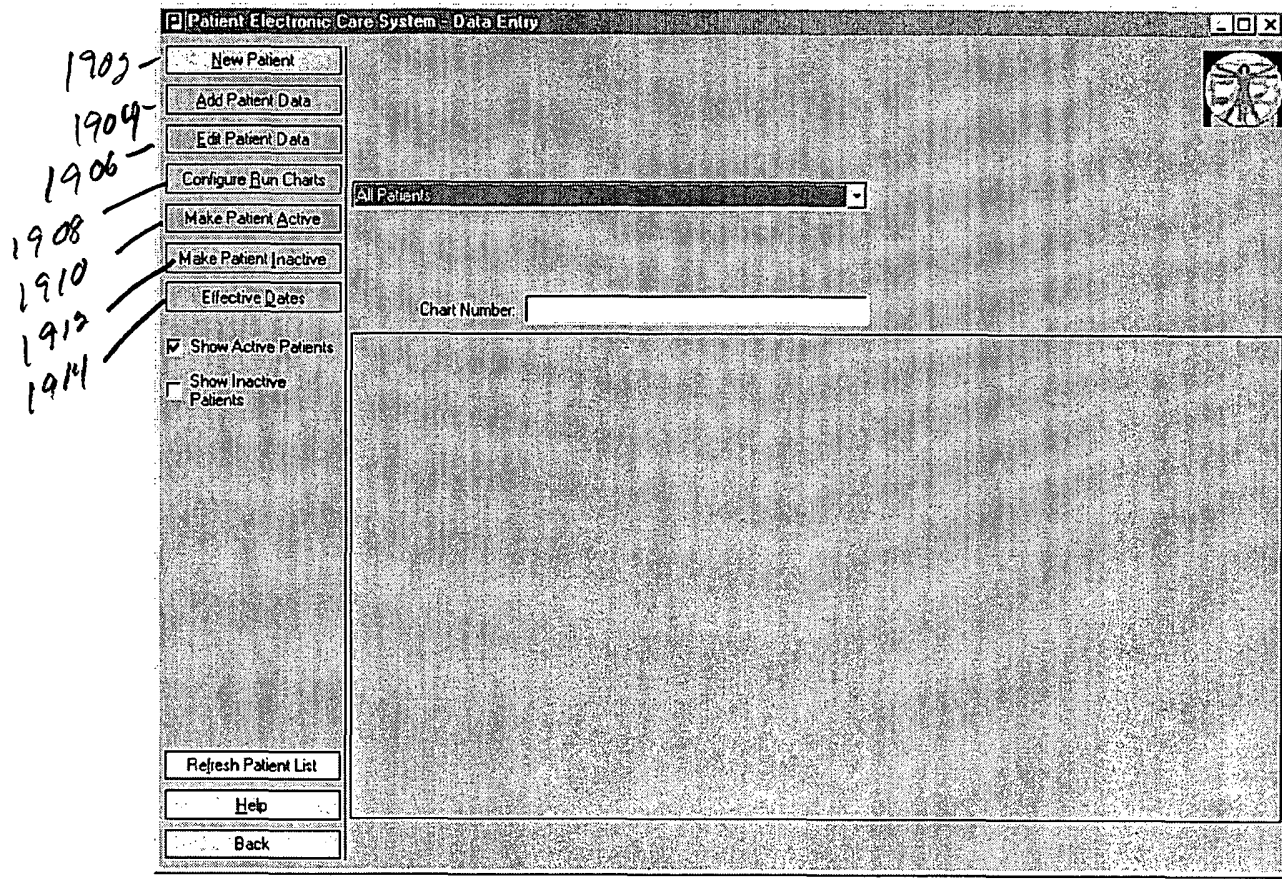 Patient Electronic Care System - Data Entry
1902
New Patient
1904
Add Patient Data
1906
Edit Patient Data
1908
Configure Run Charts
All Patients
1910
Make Patient Active
1912
Make Patient Inactive
1914
Effective Dates
Chart Number:
Show Active Patients
Show Inactive
Patients
Refresh Patient List
Help
Back